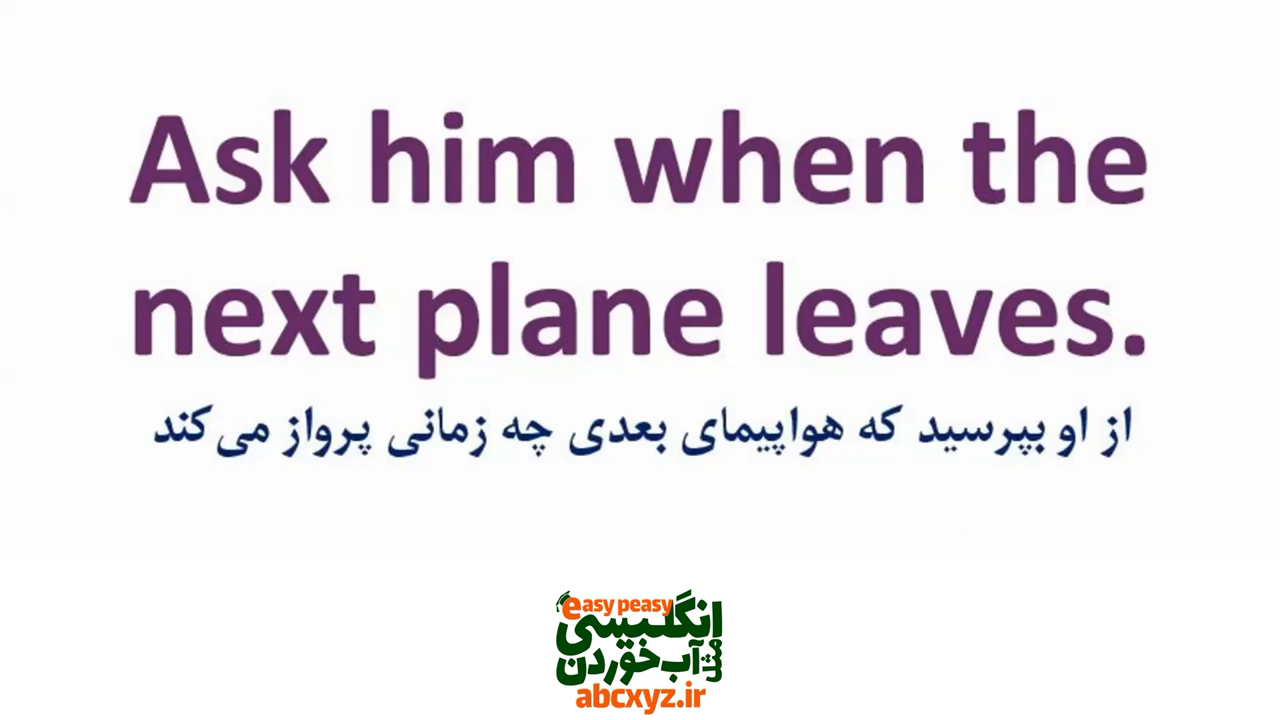 Ask him when the
next plane leaves.
از او بپرسید که هواپیمای بعدی چه زمانی پرواز می‌کند
easy peasy
انگلیسی
مثل آب خوردن
abcxyz.ir